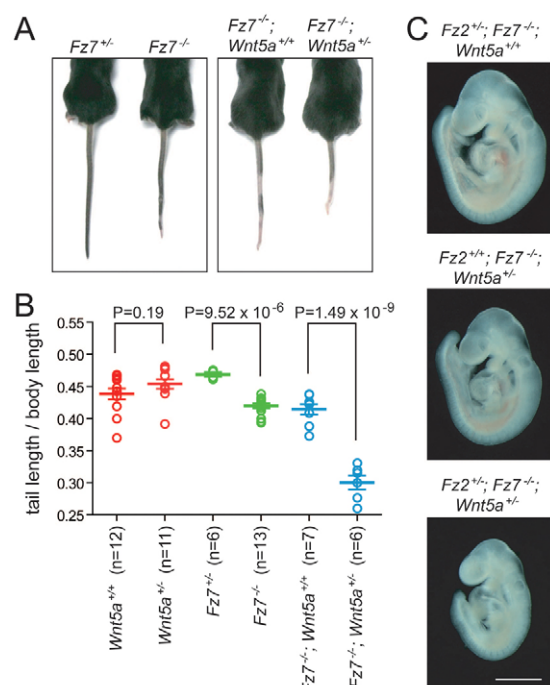 A
Fz7+/-
Fz7-/-
Fz7-/-;
Wnt5a+/+
Fz7-/-;
Wnt5a+/-
B
P=0.19
P=9.52 x 10-6
P=1.49 x 10-9
tail length / body length
0.55
0.50
0.45
0.40
0.35
0.30
0.25
Wnt5a+/+ (n=12)
Wnt5a+/- (n=11)
Fz7+/- (n=6)
Fz7-/- (n=13)
Fz7-/-; Wnt5a+/+ (n=7)
Fz7-/-; Wnt5a+/- (n=6)
C
Fz2+/-; Fz7-/-;
Wnt5a+/+
Fz2+/+; Fz7-/-;
Wnt5a+/-
Fz2+/-; Fz7-/-;
Wnt5a+/-